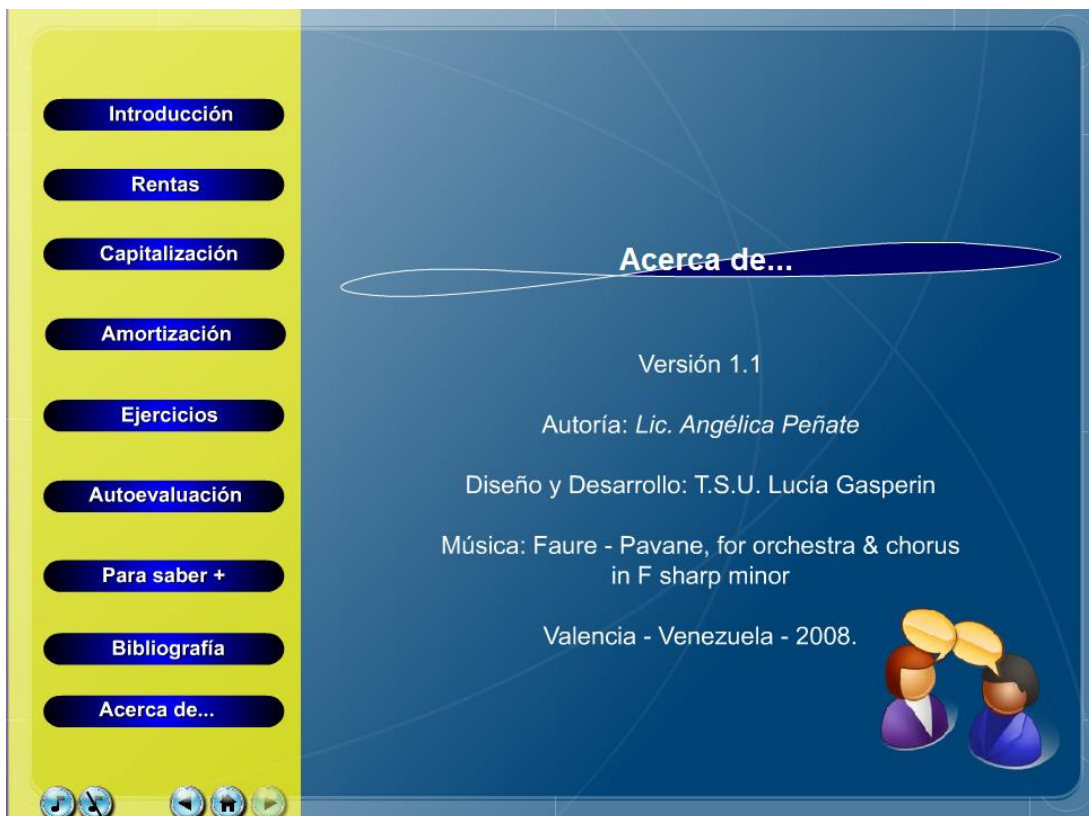 Introducción
Rentas
Capitalización
Amortización
Ejercicios
Autoevaluación
Para saber +
Bibliografía
Acerca de...
Acerca de...
Versión 1.1
Autoría: Lic. Angélica Peñate
Diseño y Desarrollo: T.S.U. Lucía Gasperin
Música: Faure - Pavane, for orchestra & chorus
in F sharp minor
Valencia - Venezuela - 2008.